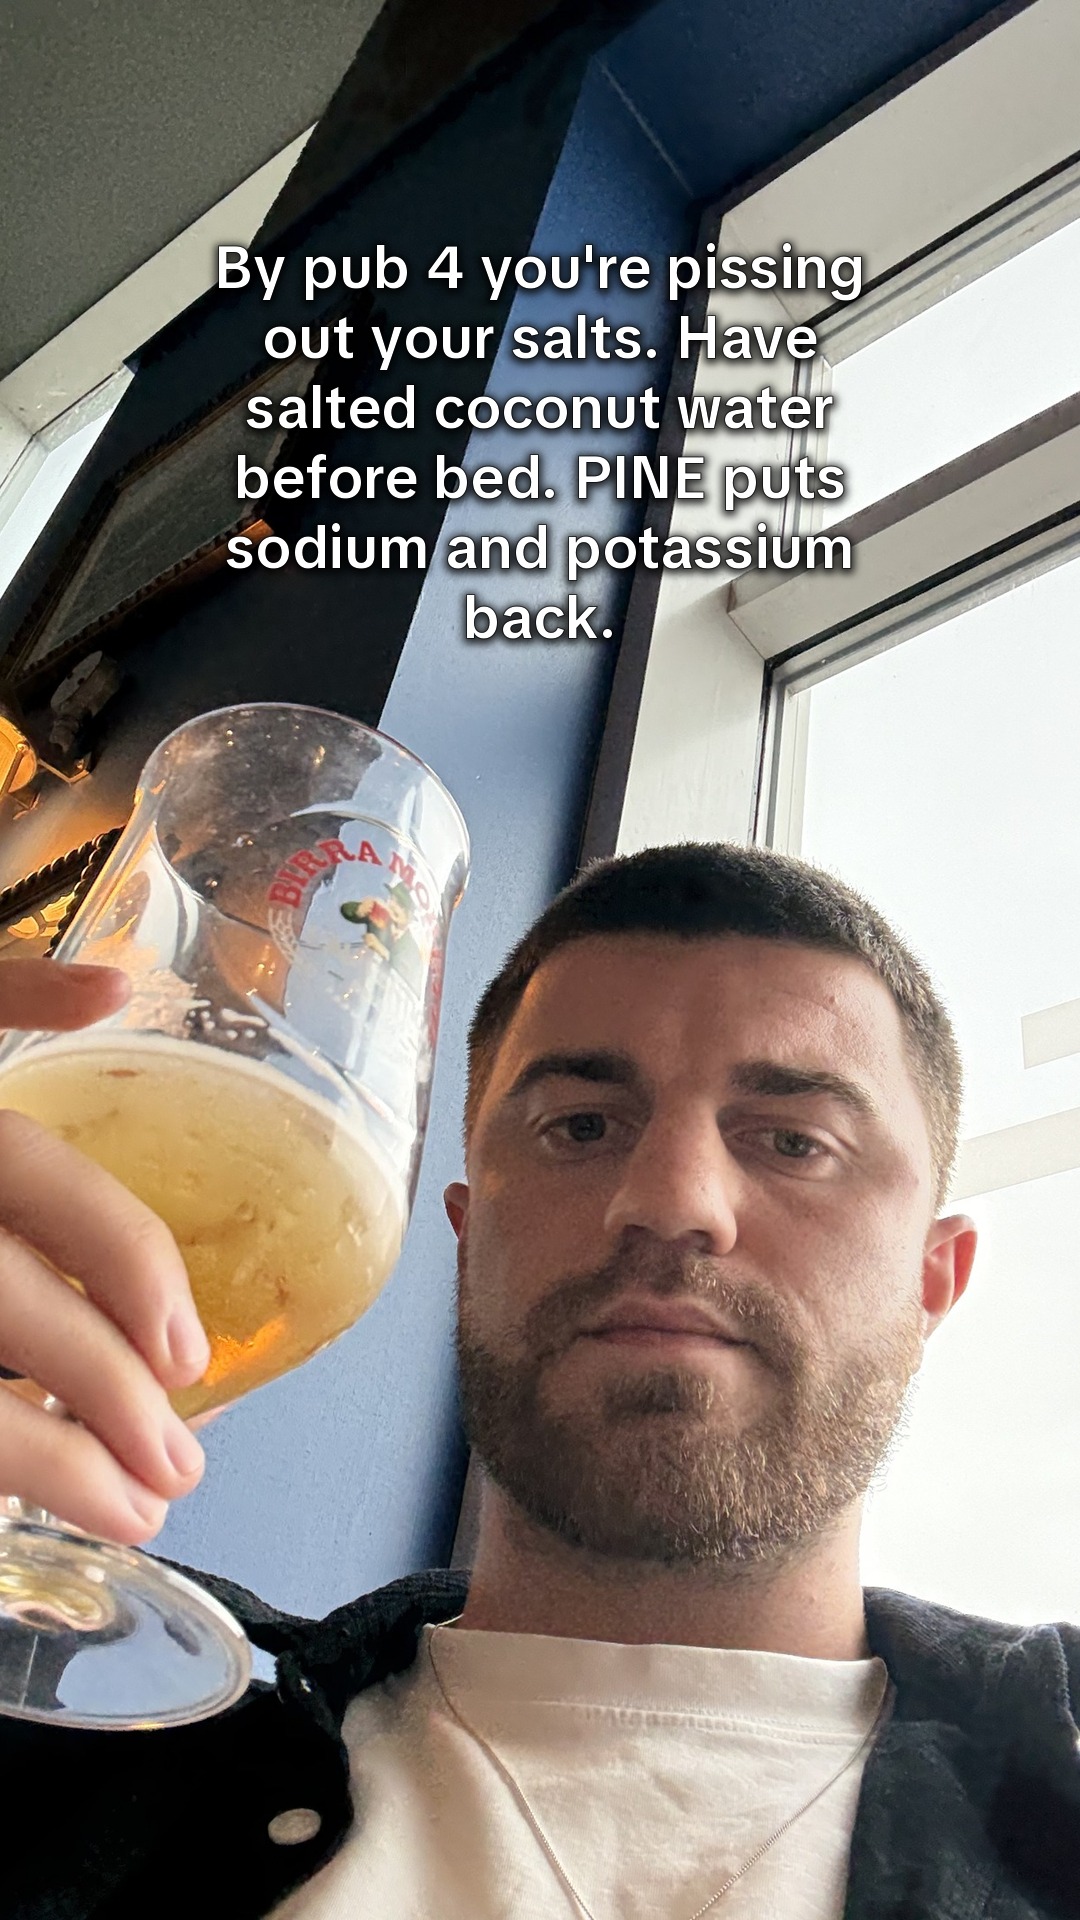 By pub 4 you're pissing
out your salts. Have
salted coconut water
before bed. PINE puts
sodium and potassium
back.
BIRRA MO